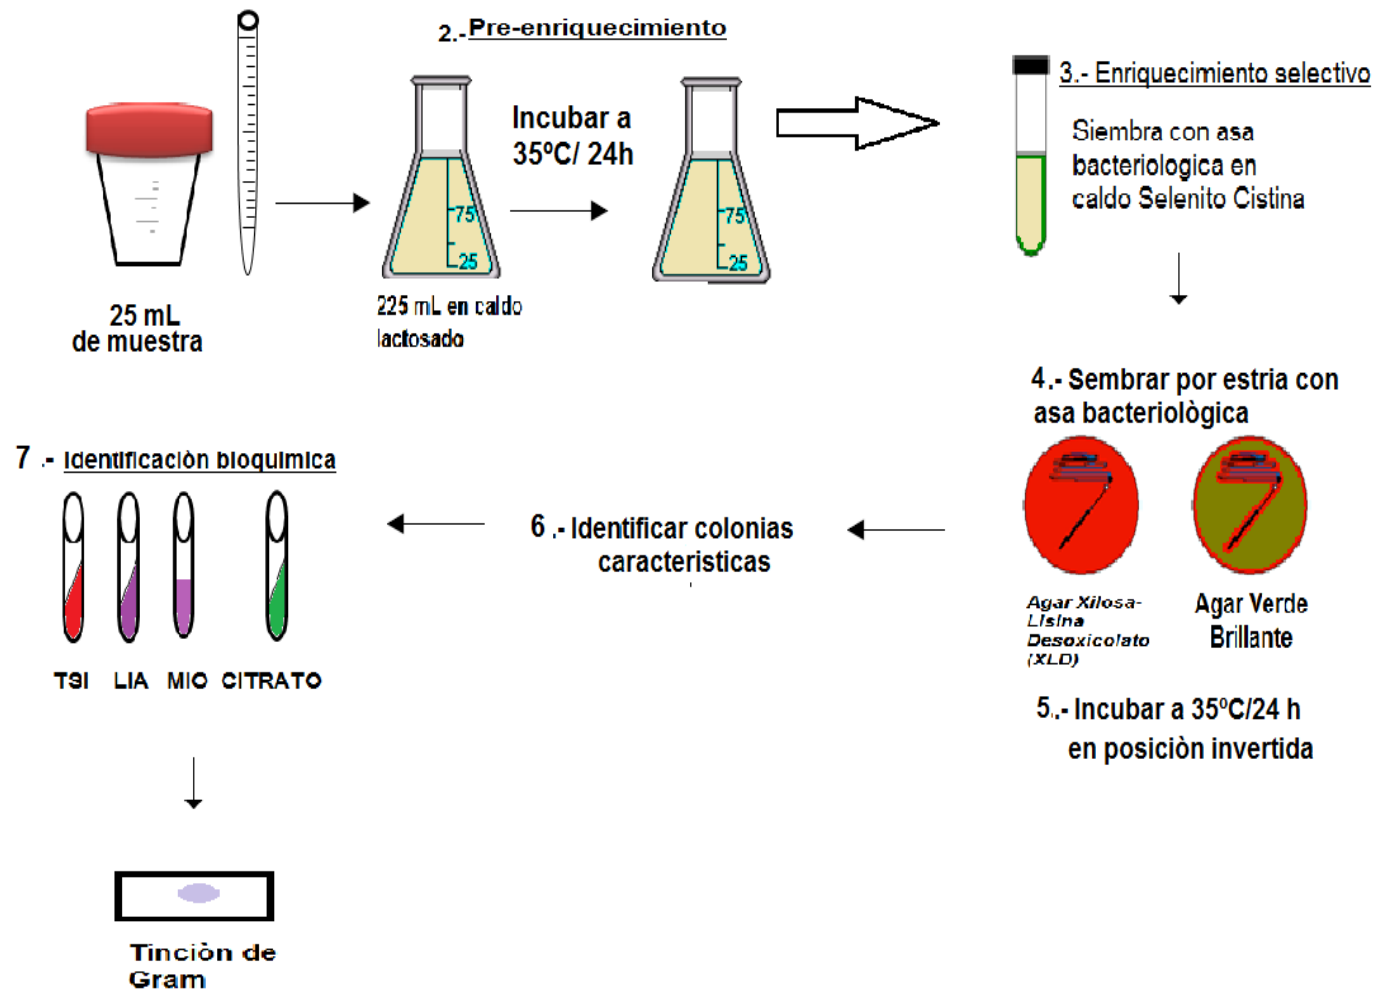 2.-Pre-enriquecimiento
25 mL
de muestra
75
25
225 mL en caldo
lactosado
Incubar a
35ºC/ 24h
75
25
3.- Enriquecimiento selectivo
Siembra con asa
bacteriologica en
caldo Selenito Cistina
4.- Sembrar por estria con
asa bacteriològica
Agar Xilosa-
Lisina
Desoxicolato
(XLD)
Agar Verde
Brillante
5.- Incubar a 35ºC/24 h
en posiciòn invertida
6.- Identificar colonias
caracteristicas
7.- Identificaciòn bioquimica
TSI LIA MIO CITRATO
Tinciòn de
Gram